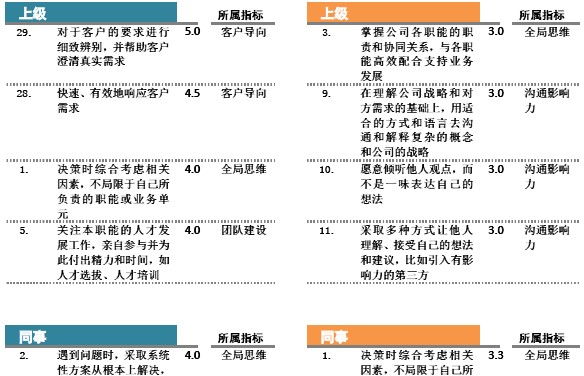 上级 所属指标
29. 对于客户的要求进行 5.0 客户导向
细致辨别，并帮助客户
澄清真实需求
28. 快速、有效地响应客户 4.5 客户导向
需求
1. 决策时综合考虑相关 4.0 全局思维
因素，不局限于自己所
负责的职能或业务单
元
5. 关注本职能的人才发 4.0 团队建设
展工作，亲自参与并为
此付出精力和时间，如
人才选拔、人才培训
同事 所属指标
2. 遇到问题时，采取系统 4.0 全局思维
性方案从根本上解决，
上级 所属指标
3. 掌握公司各职能的职 3.0 全局思维
责和协同关系，与各职
能高效配合支持业务
发展
9. 在理解公司战略和对 3.0 沟通影响
方需求的基础上，用适 力
合的方式和语言去沟
通和解释复杂的概念
和公司的战略
10. 愿意倾听他人观点，而 3.0 沟通影响
不是一味表达自己的 力
想法
11. 采取多种方式让他人 3.0 沟通影响
理解、接受自己的想法 力
和建议，比如引入有影
响力的第三方
同事 所属指标
1. 决策时综合考虑相关 3.3 全局思维
因素，不局限于自己所